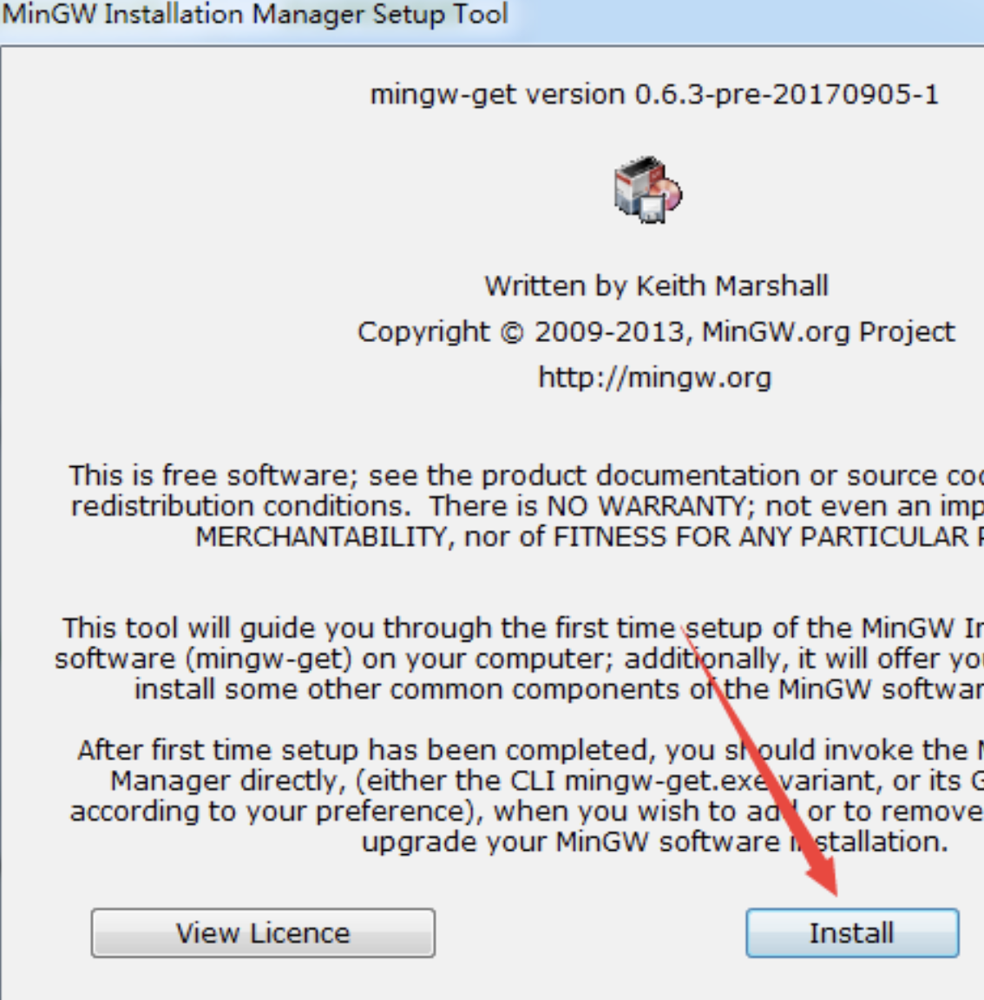 MinGW Installation Manager Setup Tool
mingw-get version 0.6.3-pre-20170905-1
Written by Keith Marshall
Copyright © 2009-2013, MinGW.org Project
http://mingw.org
This is free software; see the product documentation or source
redistribution conditions.  There is NO WARRANTY; not even an
MERCHANTABILITY, nor of FITNESS FOR ANY PARTICULAR
This tool will guide you through the first time setup of the MinGW
software (mingw-get) on your computer; additionally, it will offer
install some other common components of the MinGW
After first time setup has been completed, you should invoke the
Manager directly, (either the CLI mingw-get.exe variant, or its
according to your preference), when you wish to add or to remove
upgrade your MinGW software installation.
View Licence
Install